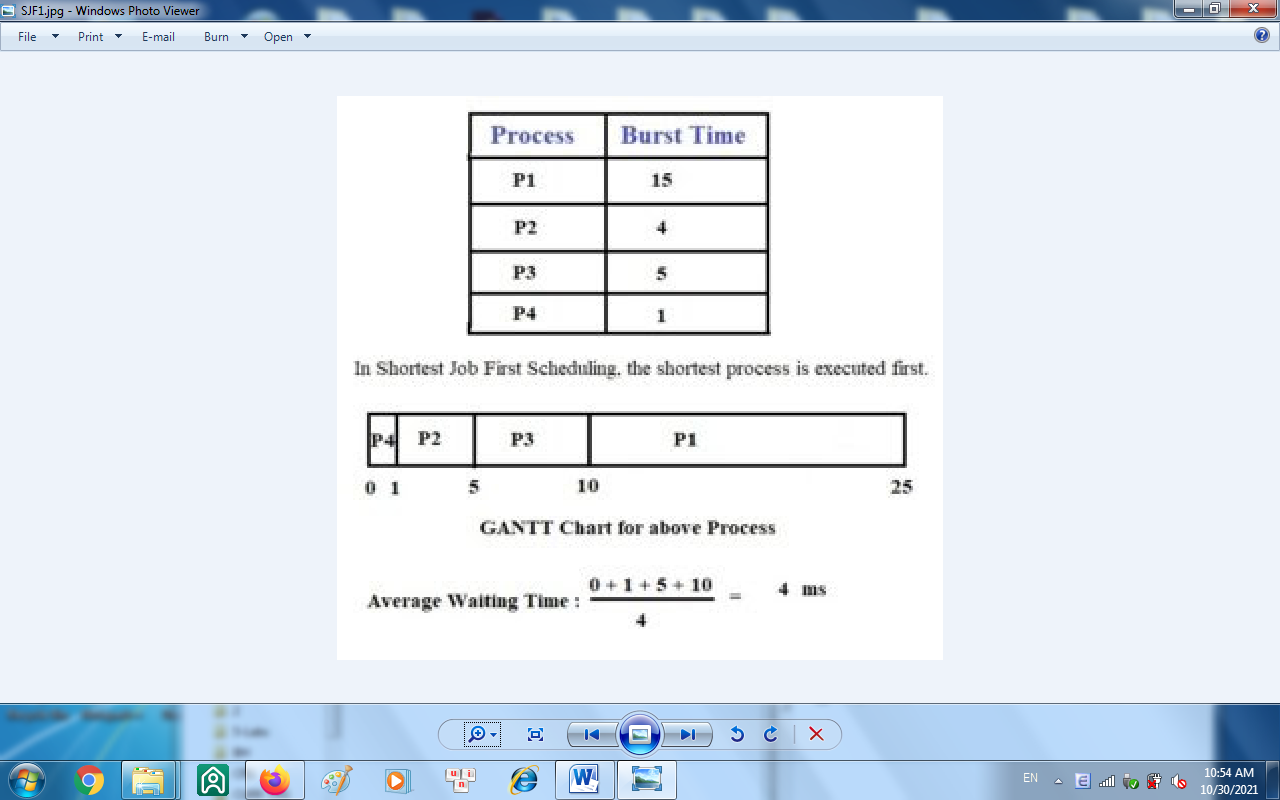 SJF1.jpg - Windows Photo Viewer
File Print E-mail Burn Open
Process Burst Time
P1 15
P2 4
P3 5
P4 1
In Shortest Job First Scheduling, the shortest process is executed first.
P4 P2 P3 P1
0 1 5 10 25
GANTT Chart for above Process
Average Waiting Time : 0 + 1 + 5 + 10 = 4 ms
4
EN
10:54 AM
10/30/2021